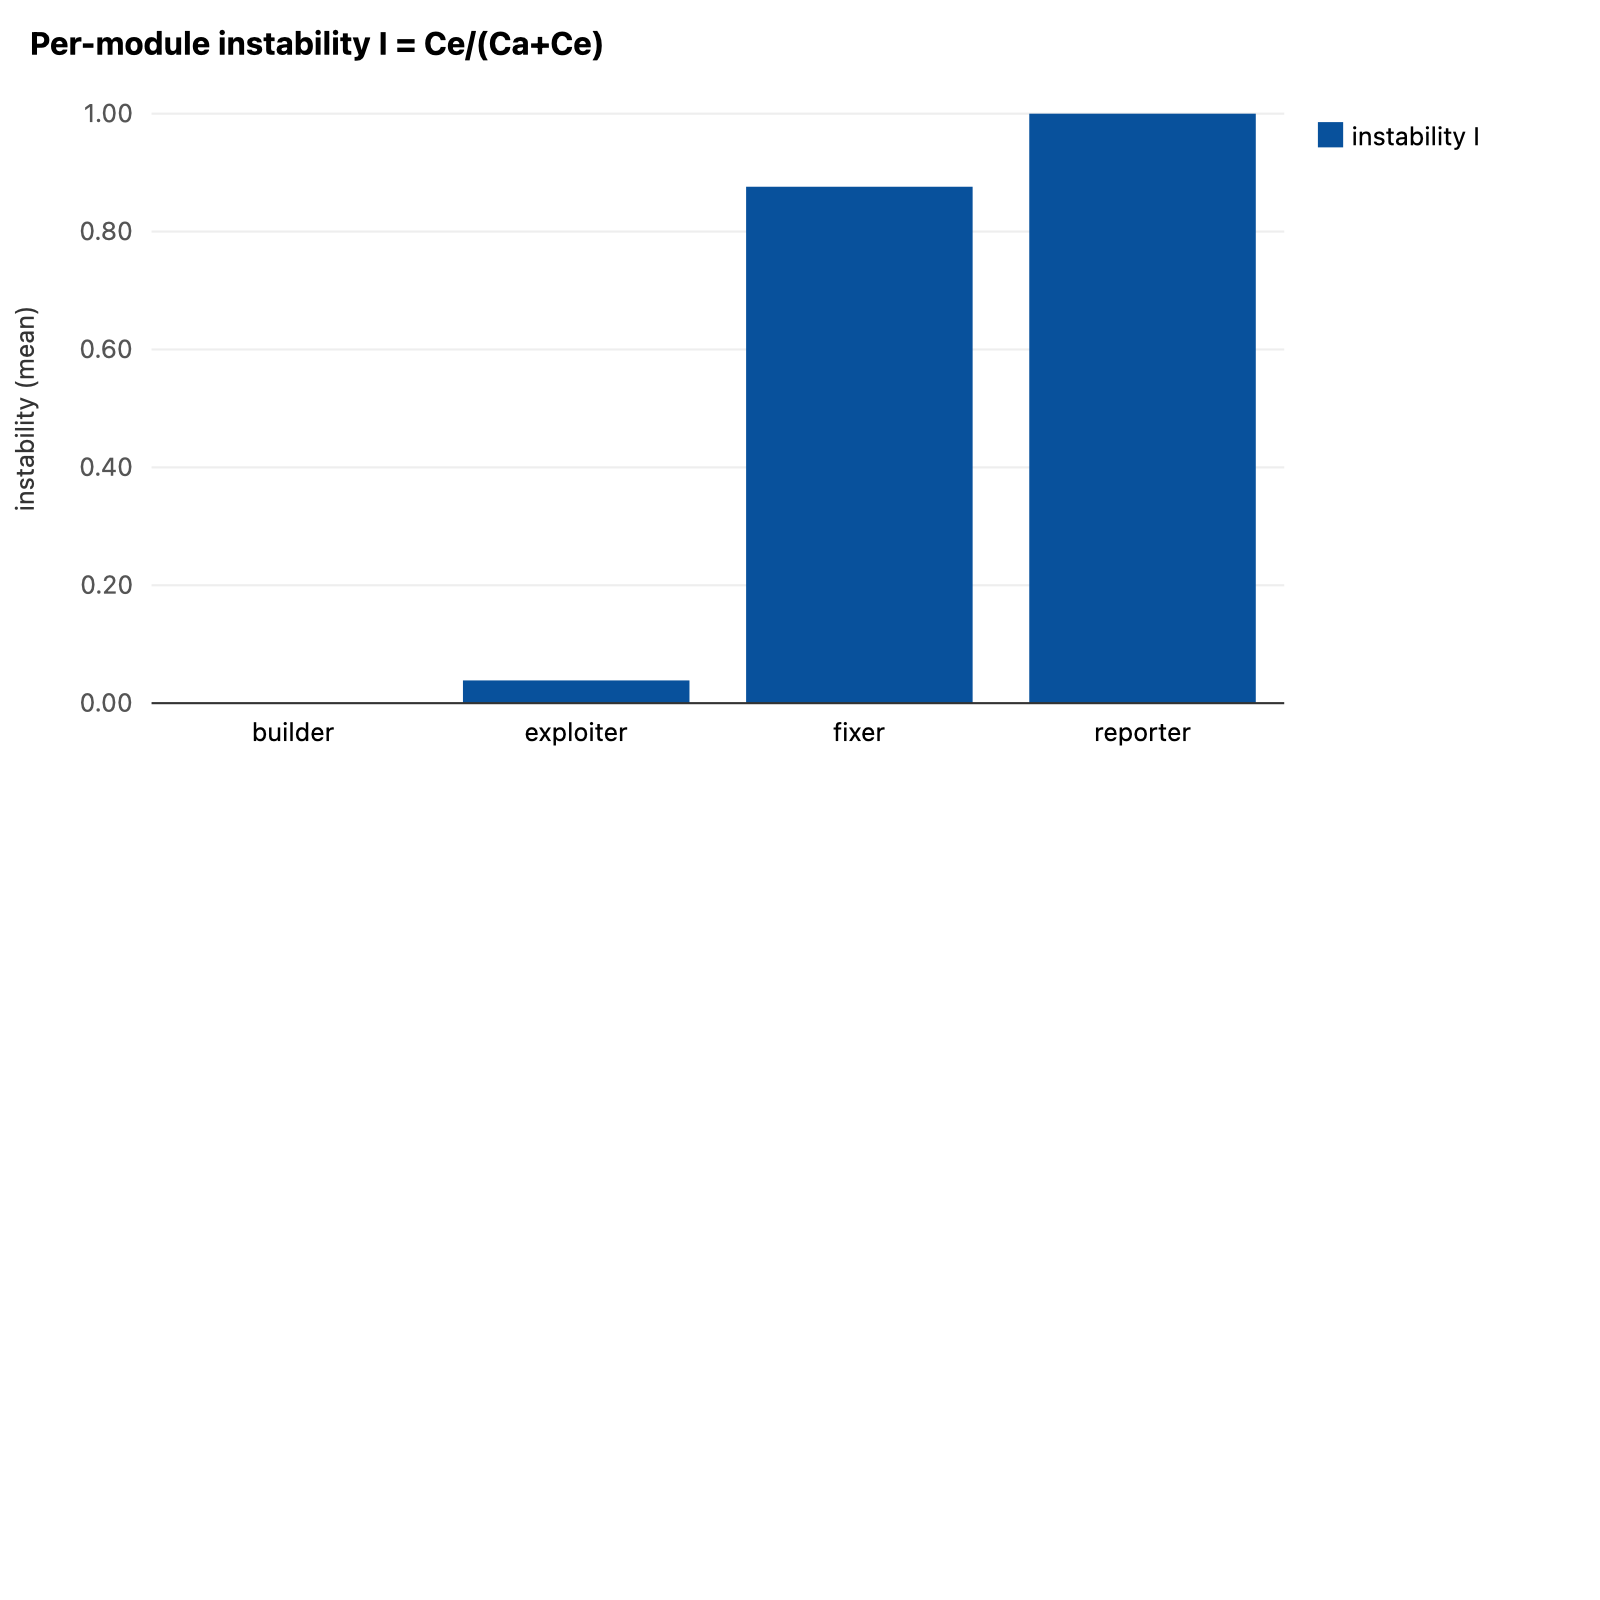 Per-module instability I = Ce/(Ca+Ce)
instability (mean)
1.00
0.80
0.60
0.40
0.20
0.00
builder exploiter fixer reporter
instability I